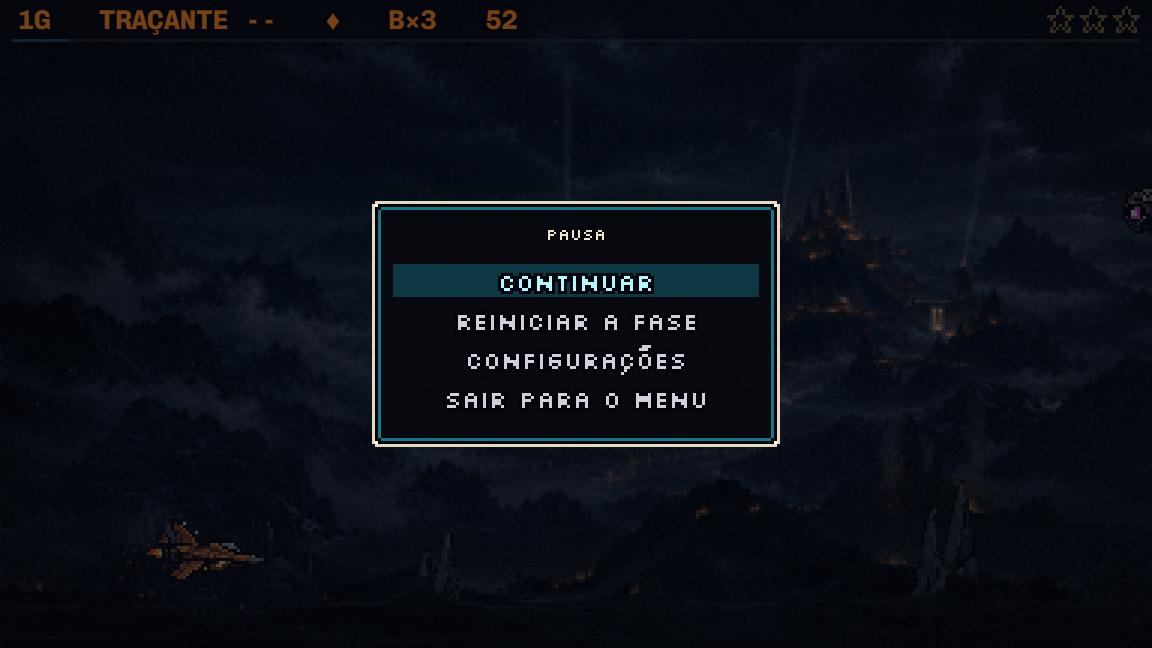 1G TRAÇANTE -- ♦ B×3 52
PAUSA
CONTINUAR
REINICIAR A FASE
CONFIGURAÇÕES
SAIR PARA O MENU